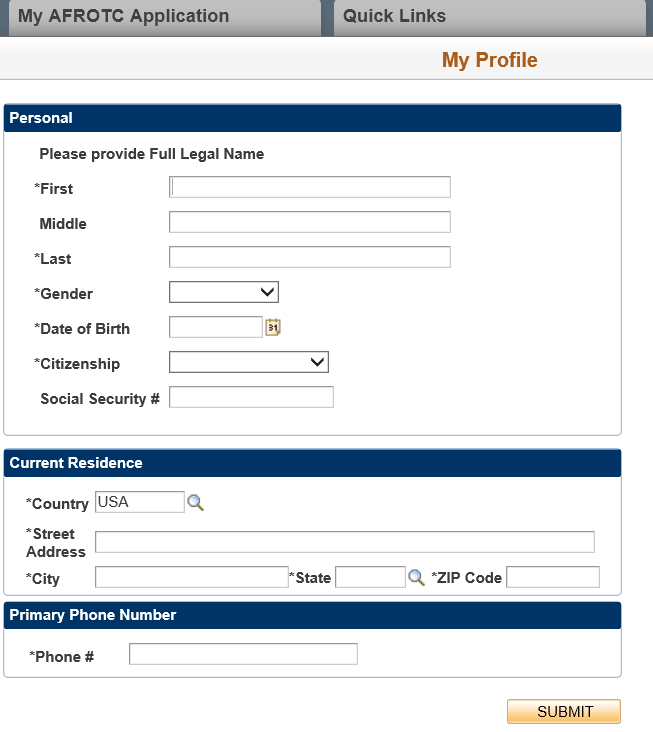 My AFROTC Application Quick Links
My Profile
Personal
Please provide Full Legal Name
*First
Middle
*Last
*Gender
*Date of Birth 31
*Citizenship
Social Security #
Current Residence
*Country USA
*Street
Address
*City *State *ZIP Code
Primary Phone Number
*Phone #
SUBMIT